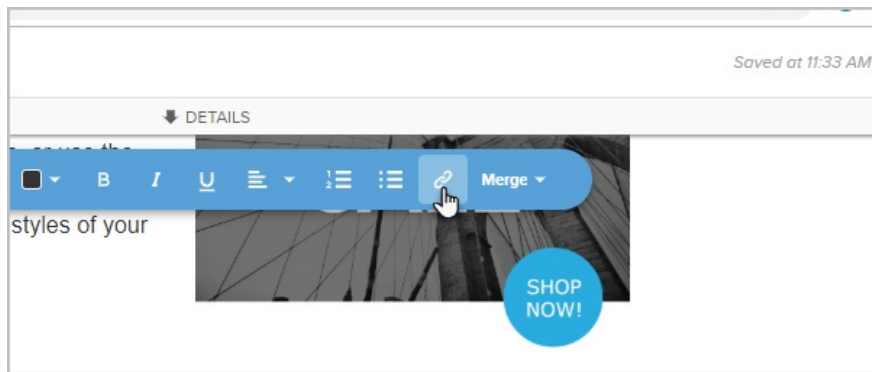 Saved at 11:33 AM
DETAILS
B I U Merge
styles of your
SHOP
NOW!